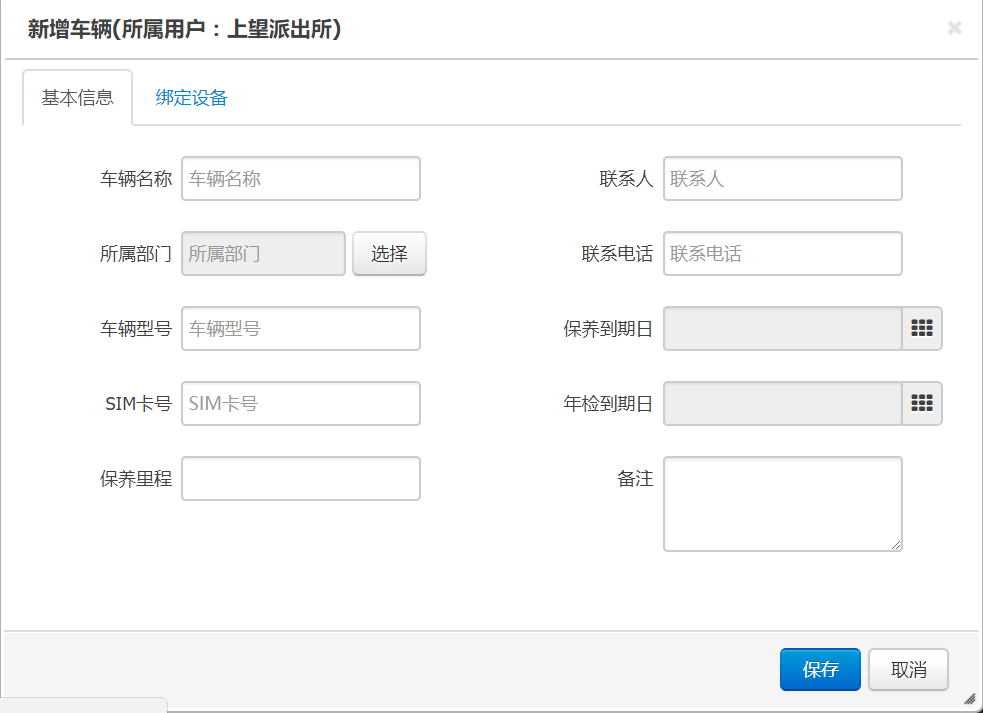 新增车辆(所属用户：上望派出所)
基本信息
绑定设备
车辆名称 车辆名称
联系人 联系人
所属部门 所属部门 选择
联系电话 联系电话
车辆型号 车辆型号
保养到期日
SIM卡号 SIM卡号
年检到期日
保养里程
备注
保存
取消